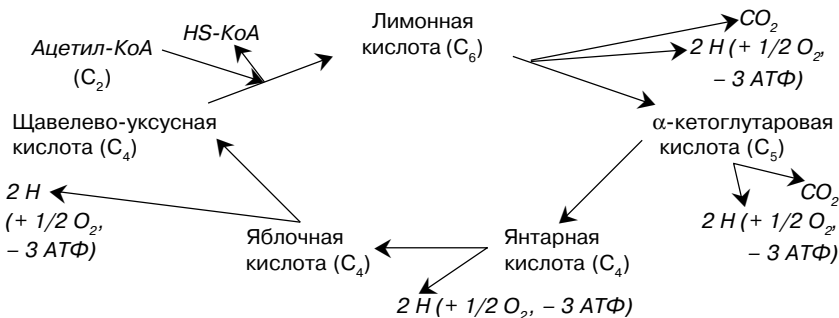 Лимонная
кислота (C₆)
CO₂
2 H (+ 1/2 O₂,
– 3 АТФ)
HS-КоА
Ацетил-КоА
(C₂)
Щавелево-уксусная
кислота (C₄)
α-кетоглутаровая
кислота (C₅)
CO₂
2 H (+ 1/2 O₂,
– 3 АТФ)
2 H
(+ 1/2 O₂,
– 3 АТФ)
Яблочная
кислота (C₄)
Янтарная
кислота (C₄)
2 H (+ 1/2 O₂, – 3 АТФ)